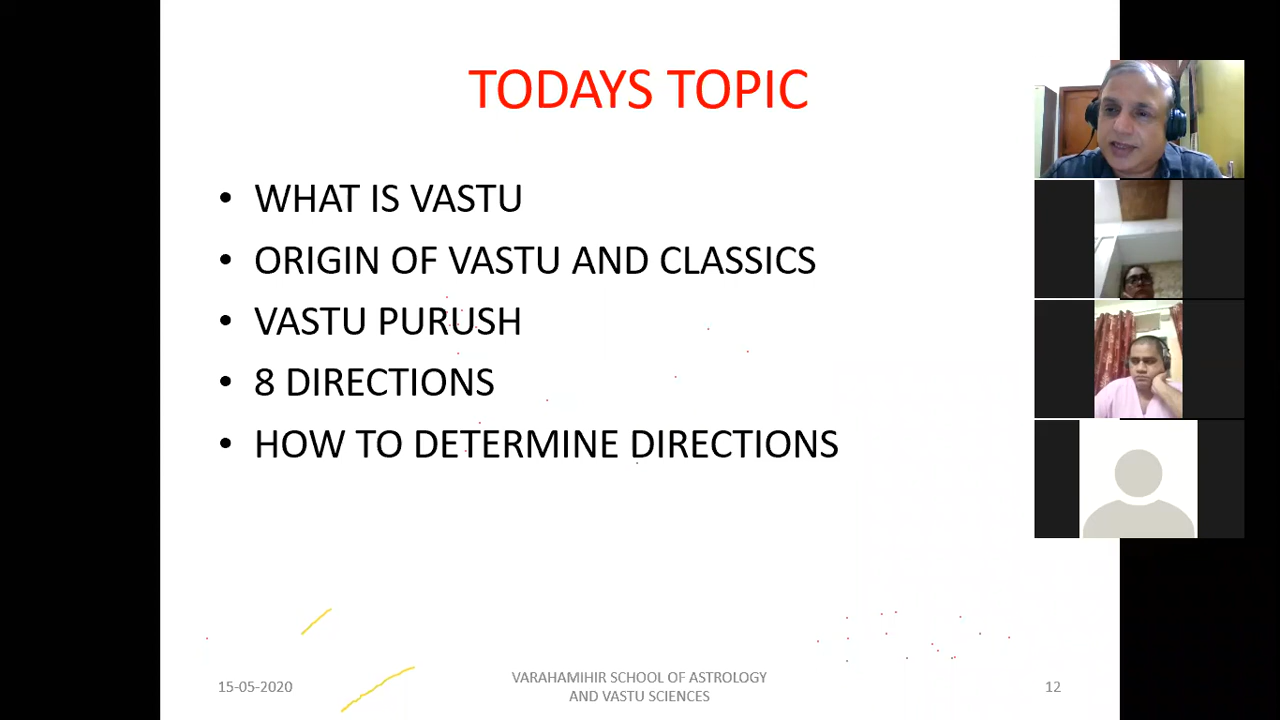 TODAYS TOPIC
• WHAT IS VASTU
• ORIGIN OF VASTU AND CLASSICS
• VASTU PURUSH
• 8 DIRECTIONS
• HOW TO DETERMINE DIRECTIONS
15-05-2020
VARAHAMIHIR SCHOOL OF ASTROLOGY
AND VASTU SCIENCES
12